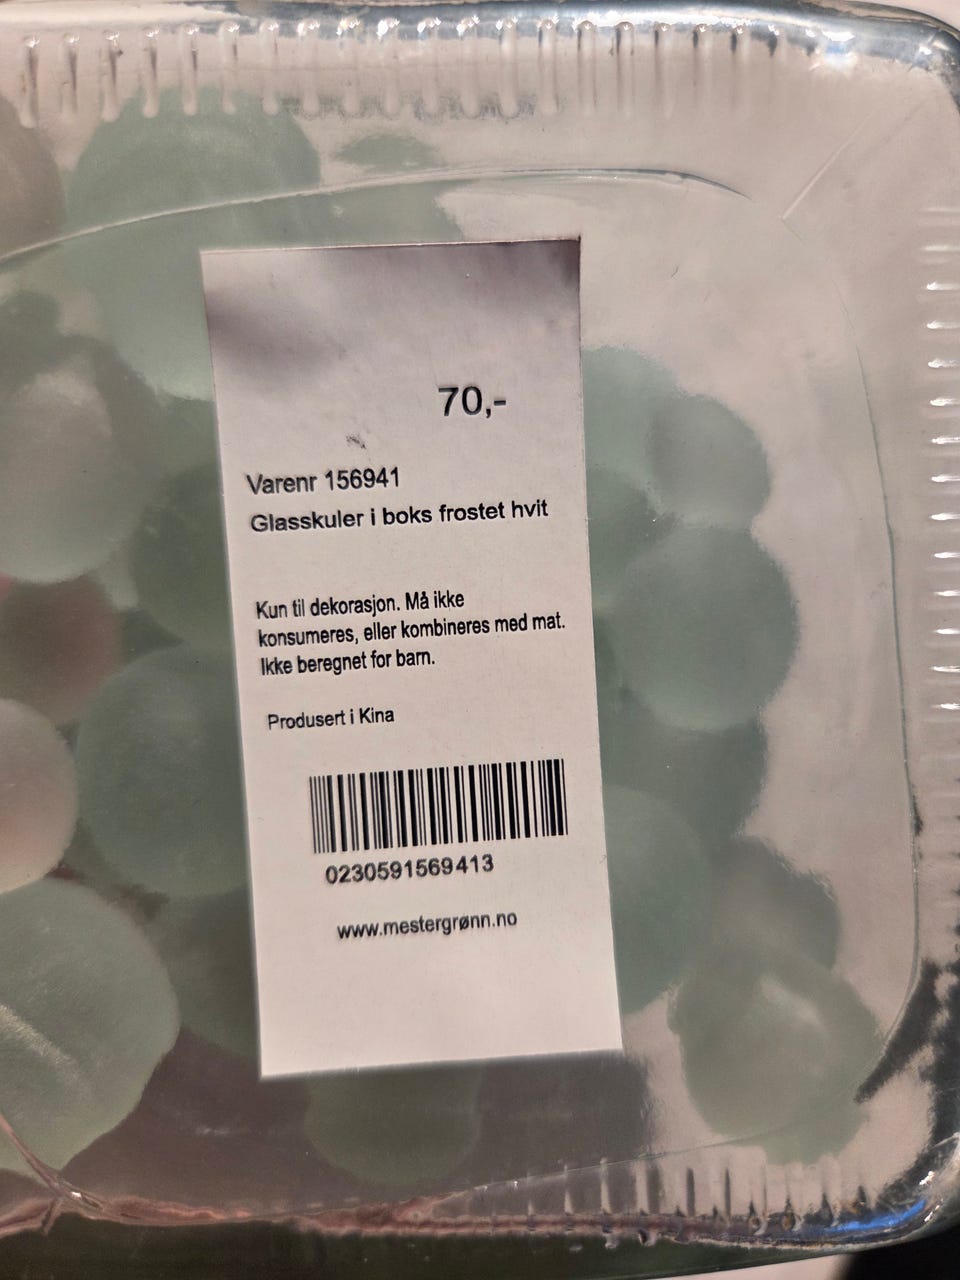 70,-
Varenr 156941
Glasskuler i boks frostet hvit
Kun til dekorasjon. Må ikke
konsumeres, eller kombineres med mat.
Ikke beregnet for barn.
Produsert i Kina
0230591569413
www.mestergrønn.no